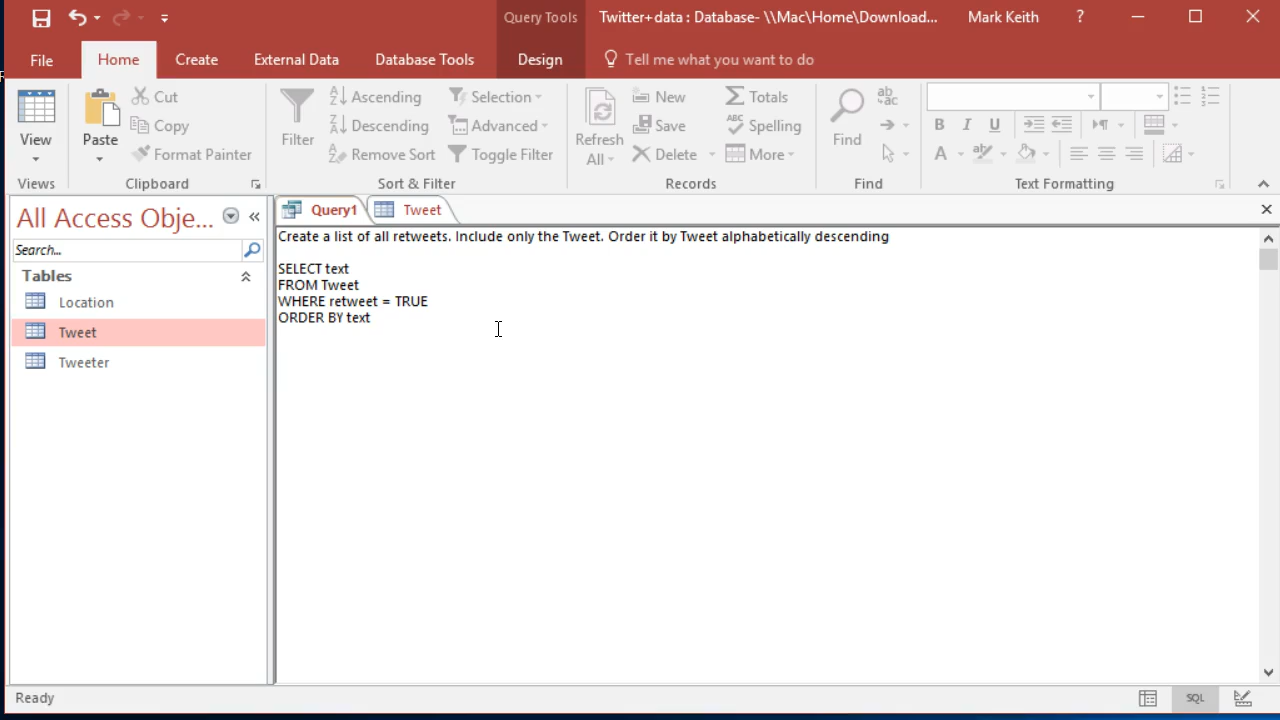 Query Tools
Twitter+data : Database- \\Mac\Home\Download...
Mark Keith
?
File
Home
Create
External Data
Database Tools
Design
Tell me what you want to do
View
Paste
Cut
Copy
Format Painter
Filter
Ascending
Descending
Remove Sort
Selection
Advanced
Toggle Filter
Refresh
All
New
Save
Delete
Totals
Spelling
More
Find
Views
Clipboard
Sort & Filter
Records
Find
Text Formatting
All Access Obje...
Search...
Tables
Location
Tweet
Tweeter
Query1
Tweet
Create a list of all retweets. Include only the Tweet. Order it by Tweet alphabetically descending
SELECT text
FROM Tweet
WHERE retweet = TRUE
ORDER BY text
Ready
SQL